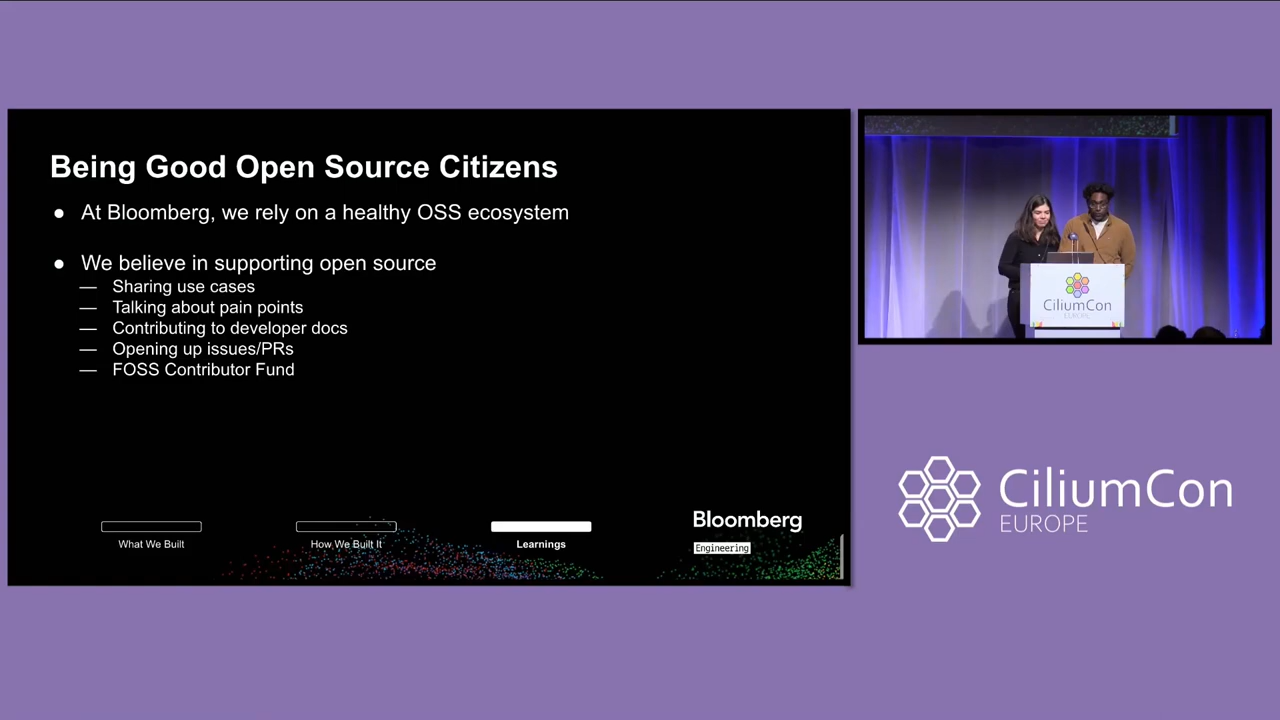 Being Good Open Source Citizens
● At Bloomberg, we rely on a healthy OSS ecosystem
● We believe in supporting open source
— Sharing use cases
— Talking about pain points
— Contributing to developer docs
— Opening up issues/PRs
— FOSS Contributor Fund
What We Built
How We Built It
Learnings
Bloomberg
Engineering
CiliumCon
EUROPE
CiliumCon
EUROPE